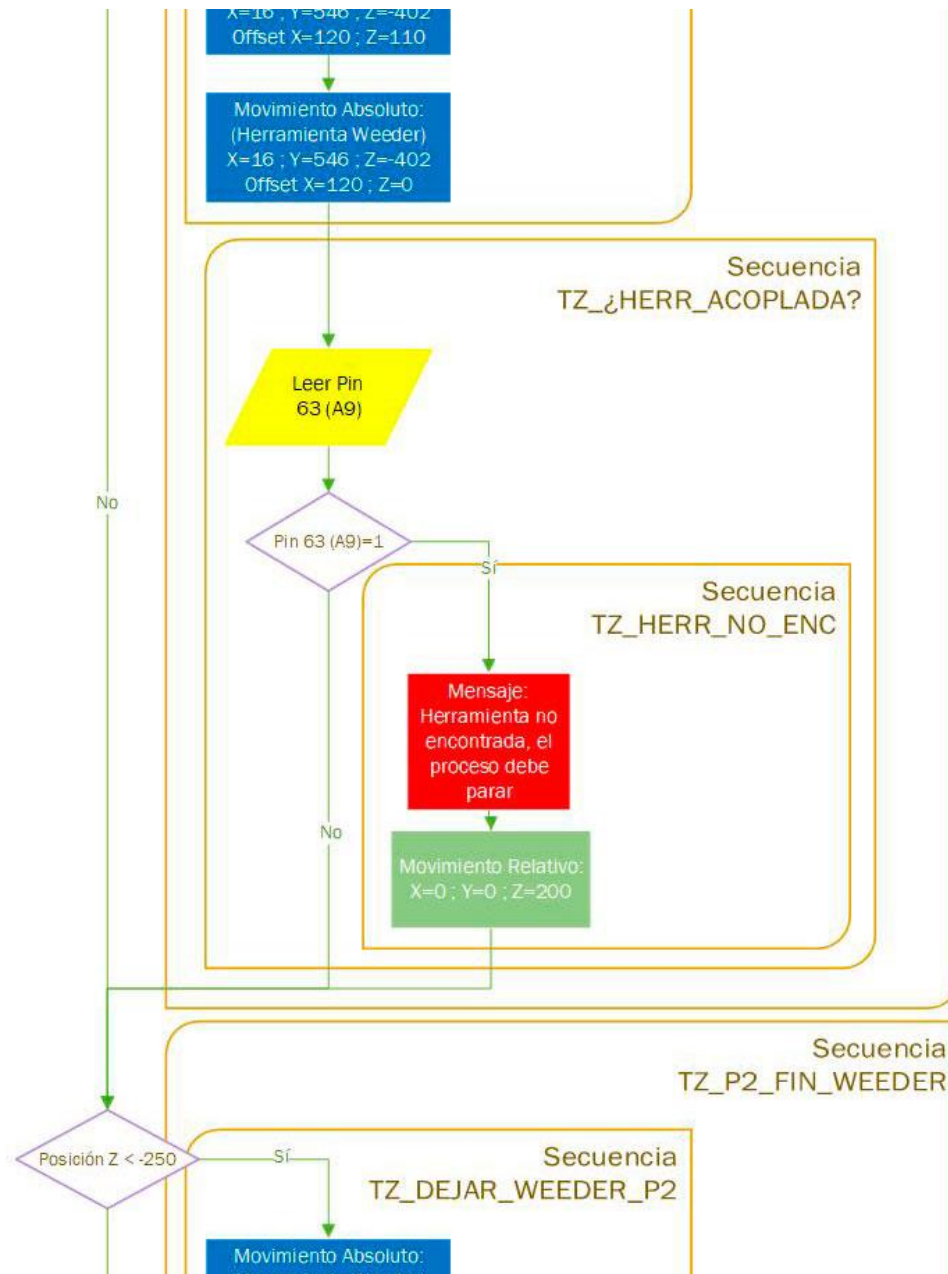 X=16 ; Y=546 ; Z=-402
Offset X=120 ; Z=110
Movimiento Absoluto:
(Herramienta Weeder)
X=16 ; Y=546 ; Z=-402
Offset X=120 ; Z=0
Secuencia
TZ_¿HERR_ACOPLADA?
Leer Pin
63 (A9)
No
Pin 63 (A9)=1
Sí
Secuencia
TZ_HERR_NO_ENC
Mensaje:
Herramienta no
encontrada, el
proceso debe
parar
No
Movimiento Relativo:
X=0 ; Y=0 ; Z=200
Secuencia
TZ_P2_FIN_WEEDER
Posición Z < -250
Sí
Secuencia
TZ_DEJAR_WEEDER_P2
Movimiento Absoluto: